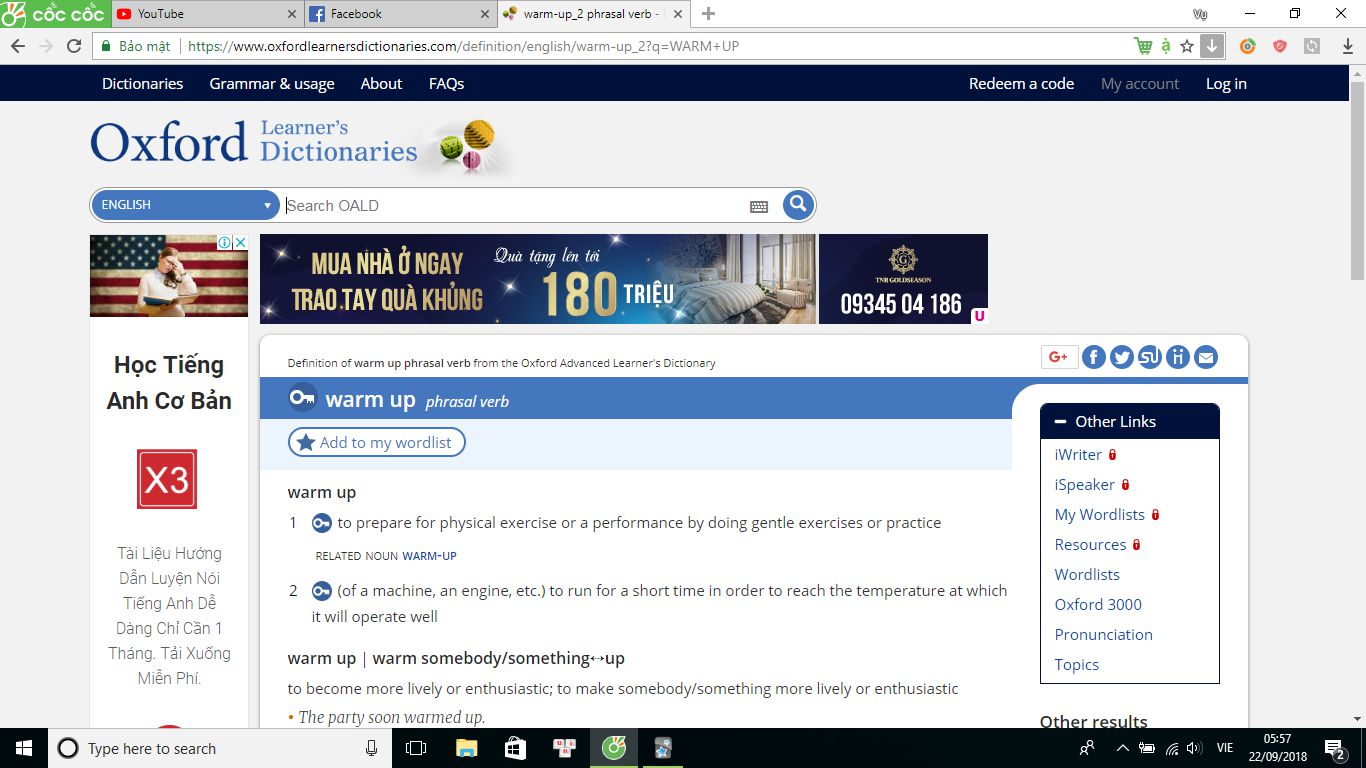 cốc cốc
YouTube
Facebook
warm-up_2 phrasal verb -
Vụ
Bảo mật
https://www.oxfordlearnersdictionaries.com/definition/english/warm-up_2?q=WARM+UP
Dictionaries Grammar & usage About FAQs Redeem a code My account Log in
Oxford Learner's Dictionaries
ENGLISH
Search OALD
MUA NHÀ Ở NGAY
TRAO TAY QUÀ KHỦNG
Quà tặng lên tới
180 TRIỆU
G
TNR GOLDSEASON
09345 04 186
U
Học Tiếng
Anh Cơ Bản
X3
Tài Liệu Hướng
Dẫn Luyện Nói
Tiếng Anh Dễ
Dàng Chỉ Cần 1
Tháng. Tải Xuống
Miễn Phí.
Definition of warm up phrasal verb from the Oxford Advanced Learner's Dictionary
G+
warm up phrasal verb
Add to my wordlist
warm up
1 to prepare for physical exercise or a performance by doing gentle exercises or practice
RELATED NOUN WARM-UP
2 (of a machine, an engine, etc.) to run for a short time in order to reach the temperature at which
it will operate well
warm up | warm somebody/something↔up
to become more lively or enthusiastic; to make somebody/something more lively or enthusiastic
• The party soon warmed up.
Other Links
iWriter
iSpeaker
My Wordlists
Resources
Wordlists
Oxford 3000
Pronunciation
Topics
Other results
Type here to search
VIE
05:57
22/09/2018
2